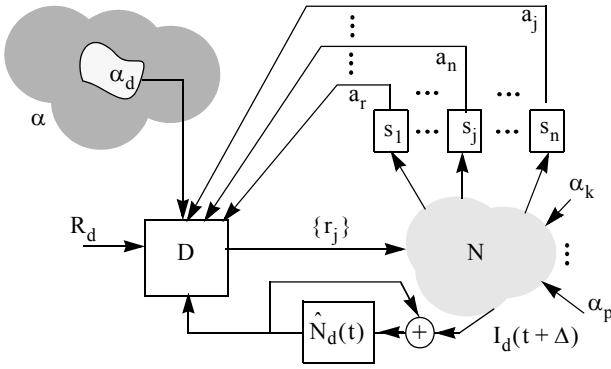 a_j
a_n
a_r
α_d
α
s_1 ... s_j ... s_n
α_k
R_d
D
{r_j}
N
N̂_d(t)
+
I_d(t + Δ)
α_p